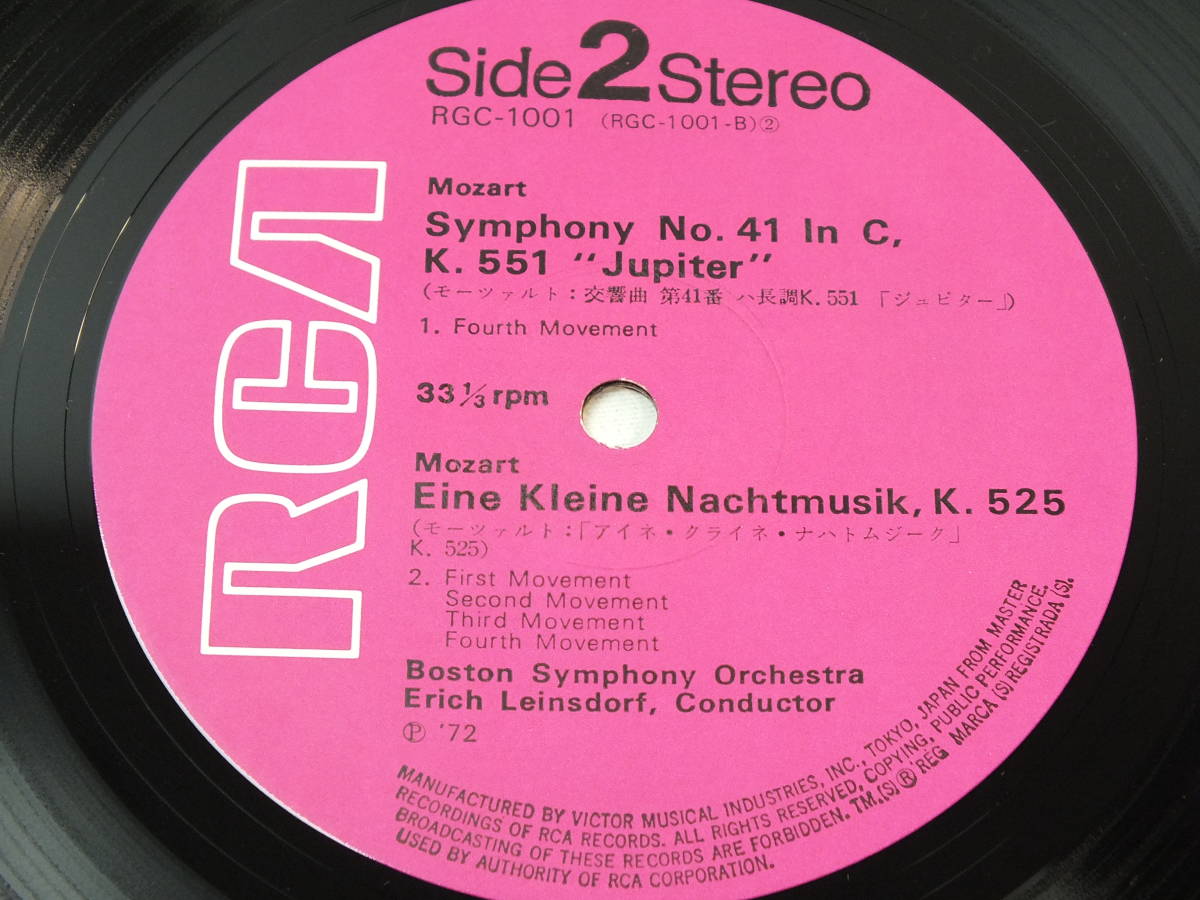 Side 2 Stereo
RGC-1001 (RGC-1001-B)②
RCA
Mozart
Symphony No. 41 In C,
K. 551 "Jupiter"
(モーツァルト:交響曲 第41番 ハ長調K. 551 「ジュピター」)
1. Fourth Movement
33 1/3 rpm
Mozart
Eine Kleine Nachtmusik, K. 525
(モーツァルト:「アイネ・クライネ・ナハトムジーク」
K. 525)
2. First Movement
Second Movement
Third Movement
Fourth Movement
Boston Symphony Orchestra
Erich Leinsdorf, Conductor
Ⓟ '72
MANUFACTURED BY VICTOR MUSICAL INDUSTRIES, INC., TOKYO, JAPAN FROM MASTER
RECORDINGS OF RCA RECORDS. ALL RIGHTS RESERVED, COPYING, PUBLIC PERFORMANCE.
BROADCASTING OF THESE RECORDS ARE FORBIDDEN. TM.(S) ® RÉG MARCA (S) REGISTRADA (S).
USED BY AUTHORITY OF RCA CORPORATION.